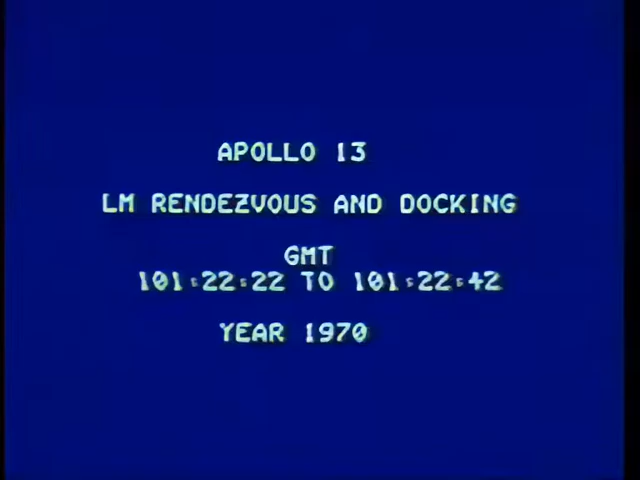 APOLLO 13
LM RENDEZVOUS AND DOCKING
GMT
101:22:22 TO 101:22:42
YEAR 1970